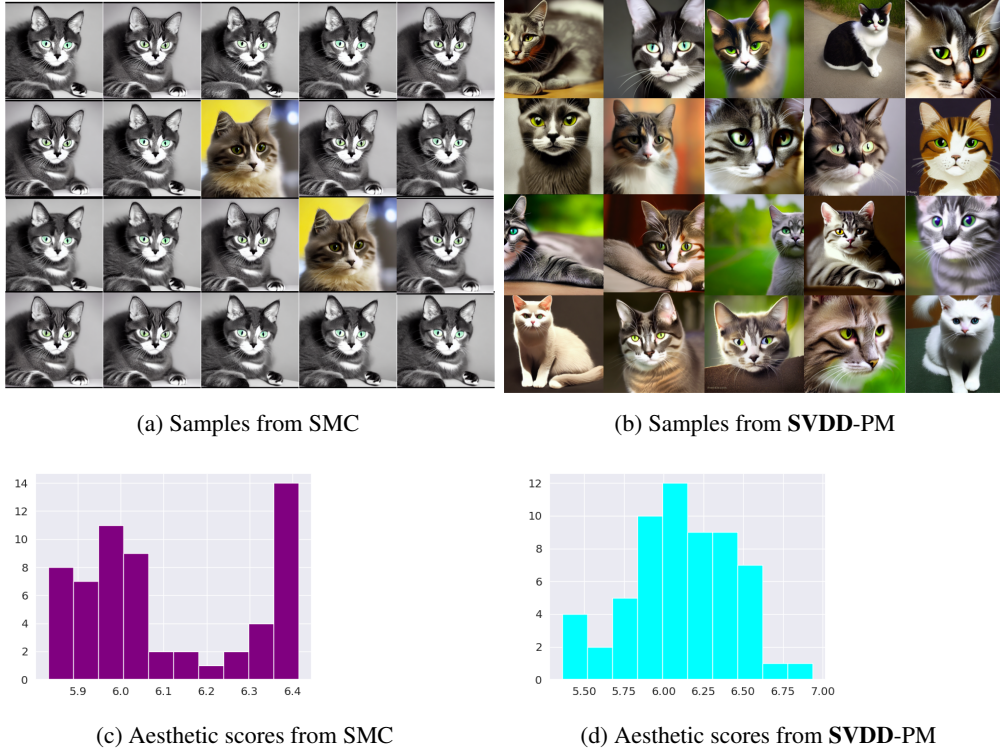 (a) Samples from SMC
(b) Samples from SVDD-PM
14
12
10
8
6
4
2
0
5.9 6.0 6.1 6.2 6.3 6.4
12
10
8
6
4
2
0
5.50 5.75 6.00 6.25 6.50 6.75 7.00
(c) Aesthetic scores from SMC
(d) Aesthetic scores from SVDD-PM